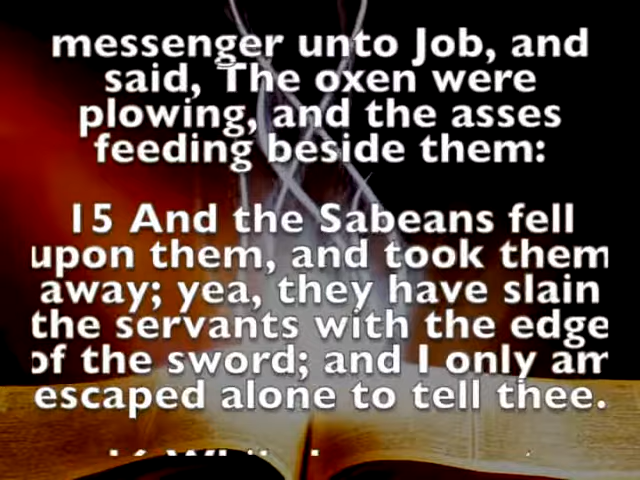 messenger unto Job, and
said, The oxen were
plowing, and the asses
feeding beside them:
15 And the Sabeans fell
upon them, and took them
away; yea, they have slain
the servants with the edge
of the sword; and I only am
escaped alone to tell thee.
16